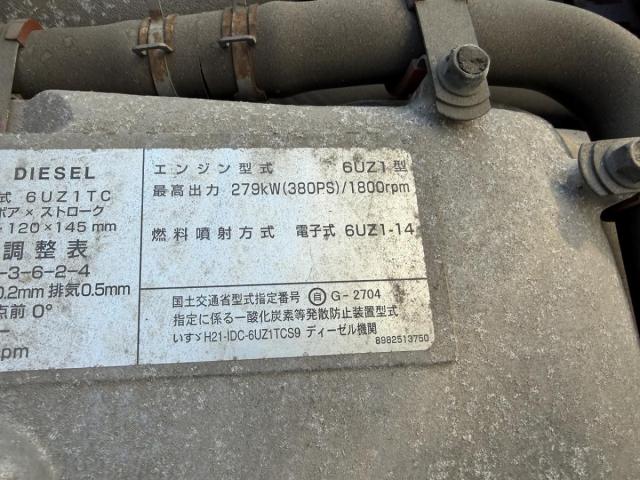 DIESEL
式 6UZ1TC
ボア×ストローク
120×145mm
調整表
-3-6-2-4
0.2mm 排気0.5mm
点前 0°
pm
エンジン型式 6UZ1型
最高出力 279kW(380PS)/1800rpm
燃料噴射方式 電子式 6UZ1-14
国土交通省型式指定番号 自 G-2704
指定に係る一酸化炭素等発散防止装置型式
いすゞH21-IDC-6UZ1TCS9 ディーゼル機関
8982513750